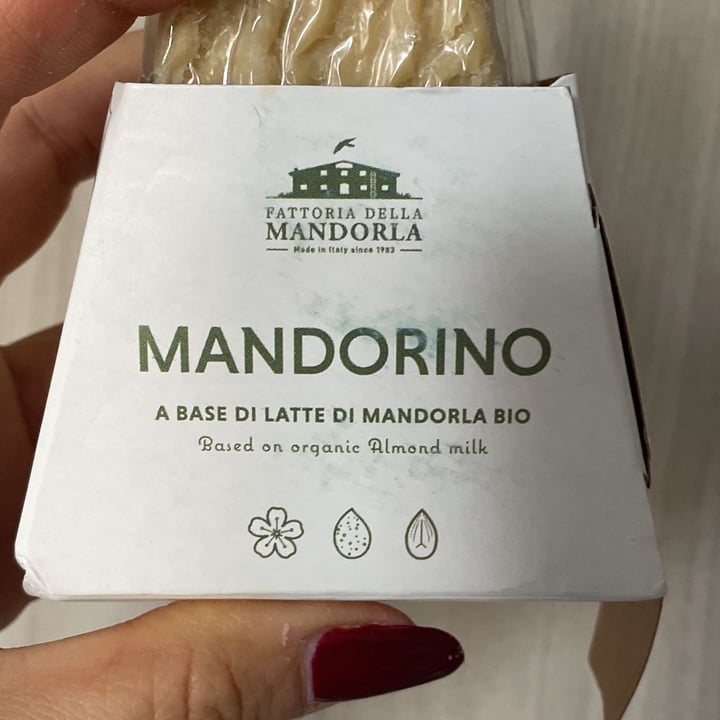 FATTORIA DELLA
MANDORLA
Made in Italy since 1983
MANDORINO
A BASE DI LATTE DI MANDORLA BIO
Based on organic Almond milk